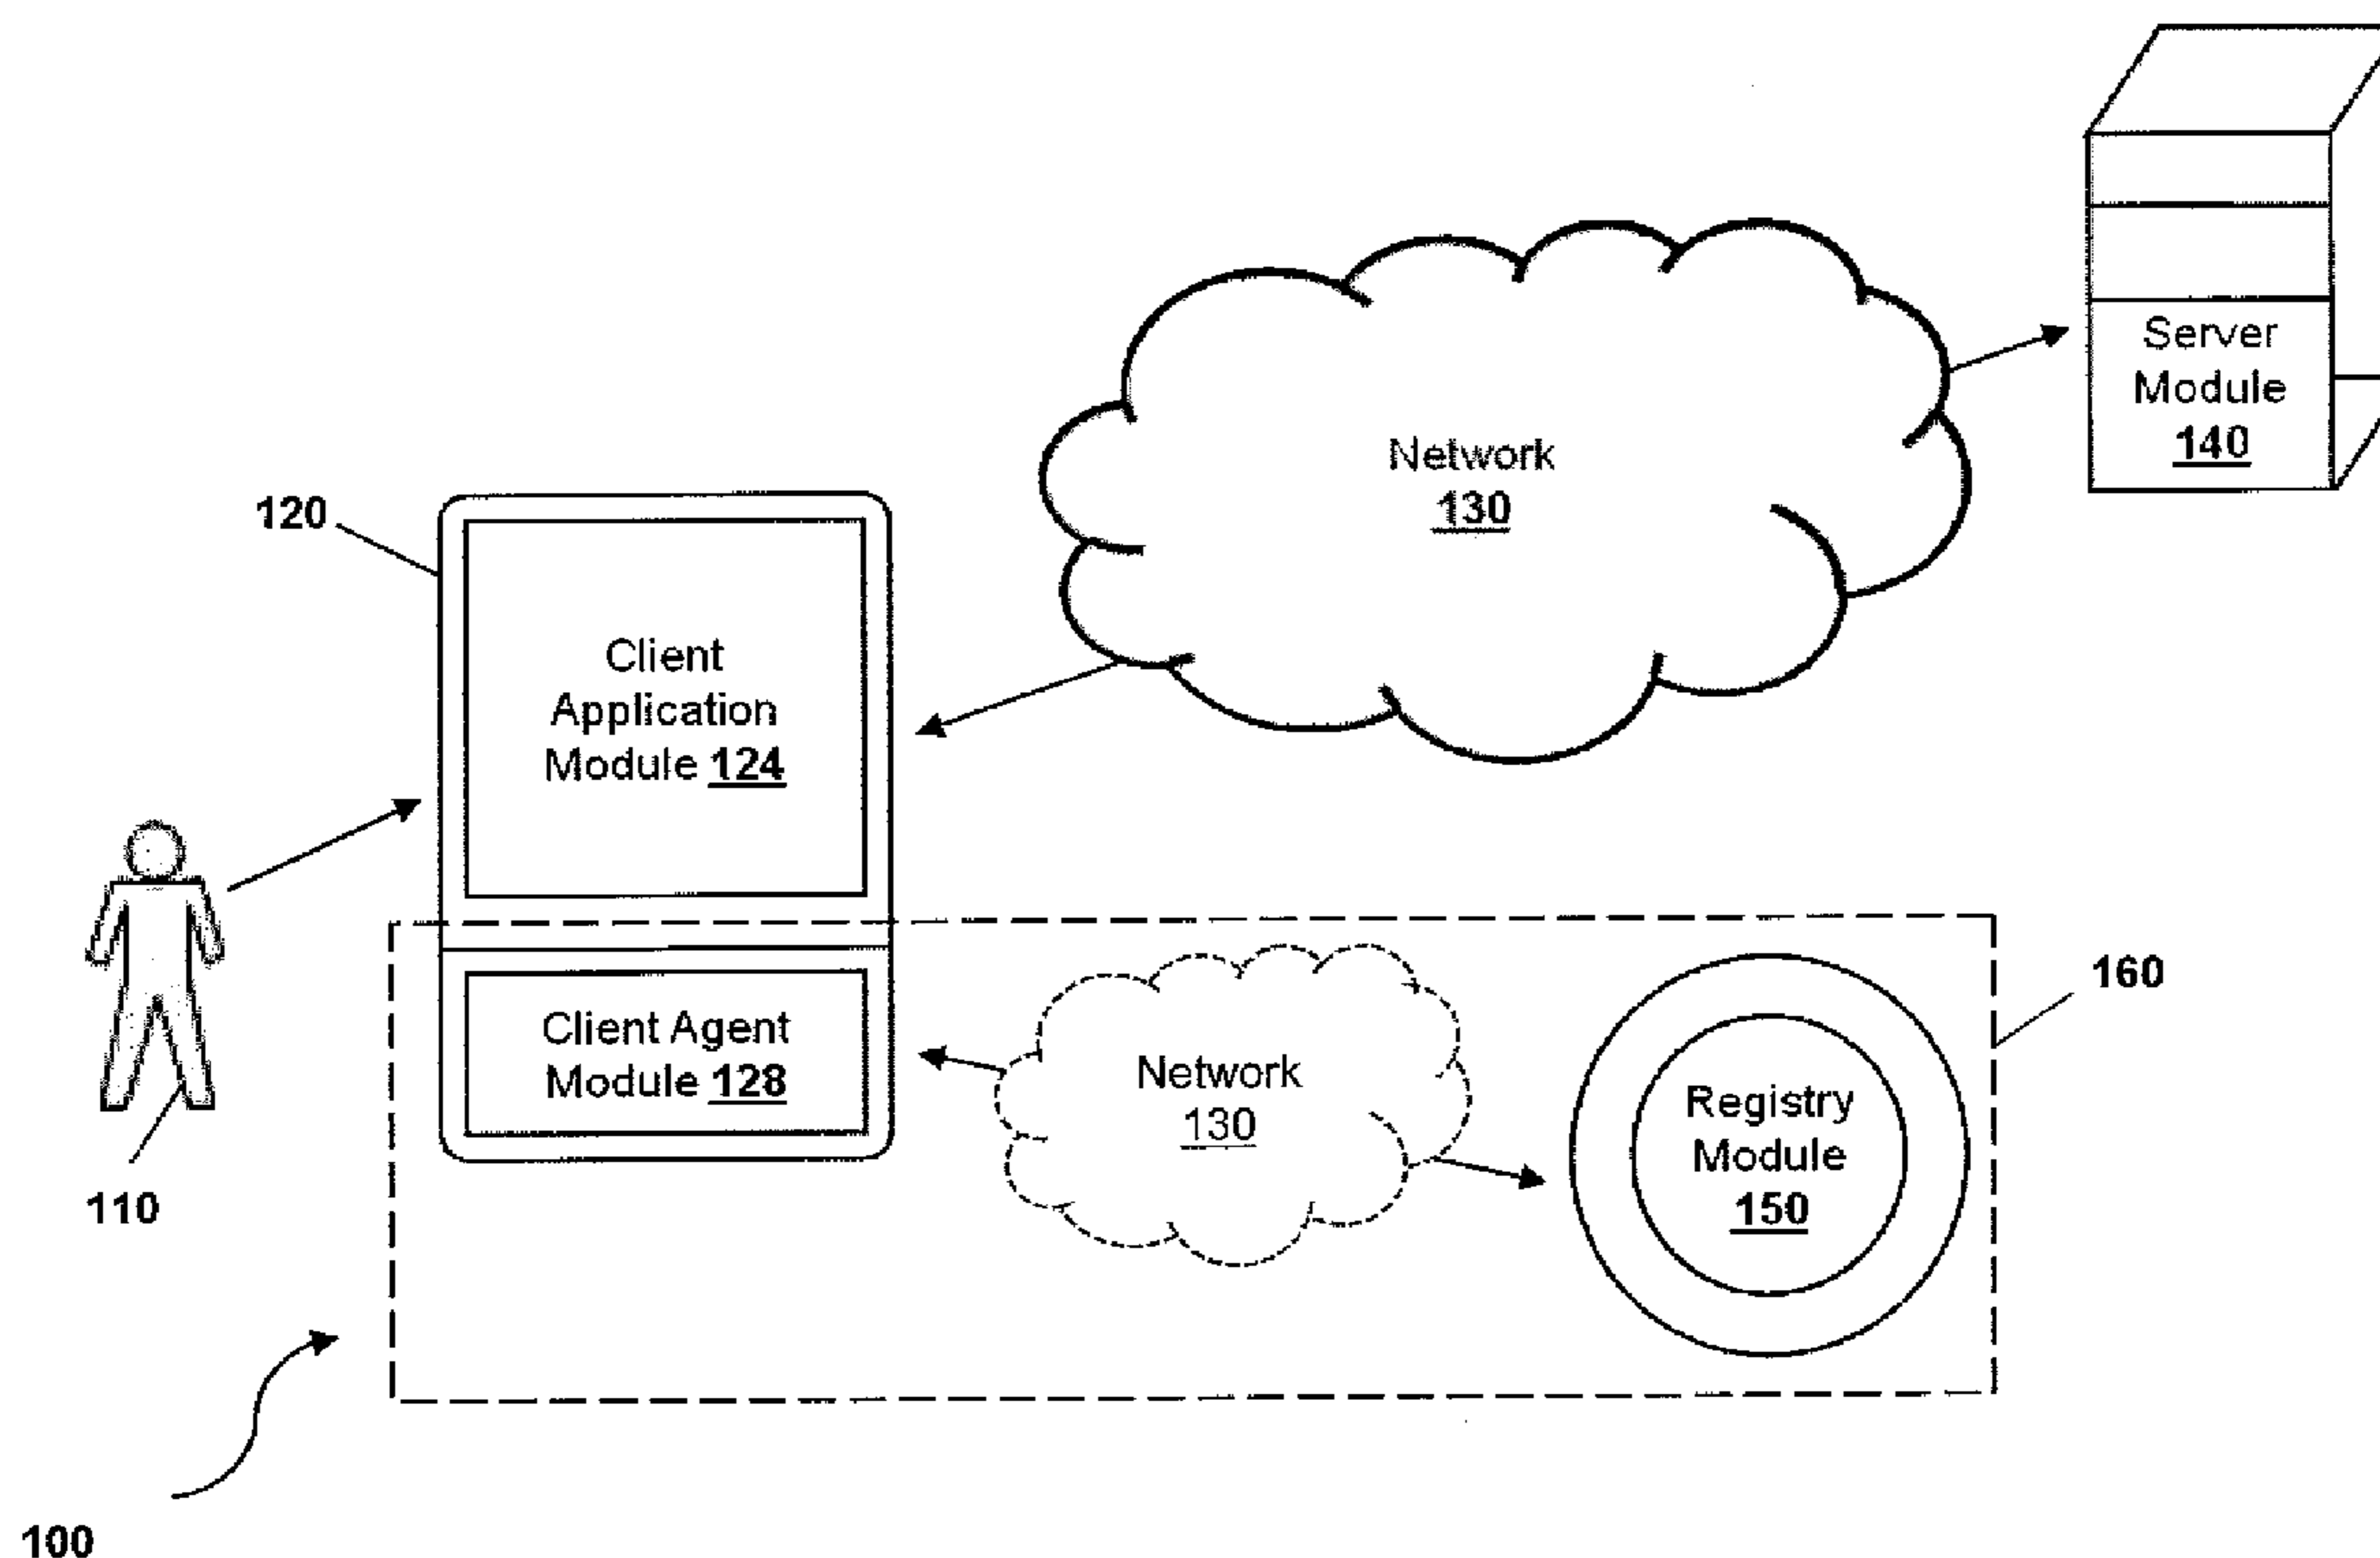 Server
Module
140
Network
130
120
Client
Application
Module 124
160
Client Agent
Module 128
Network
130
Registry
Module
150
110
100